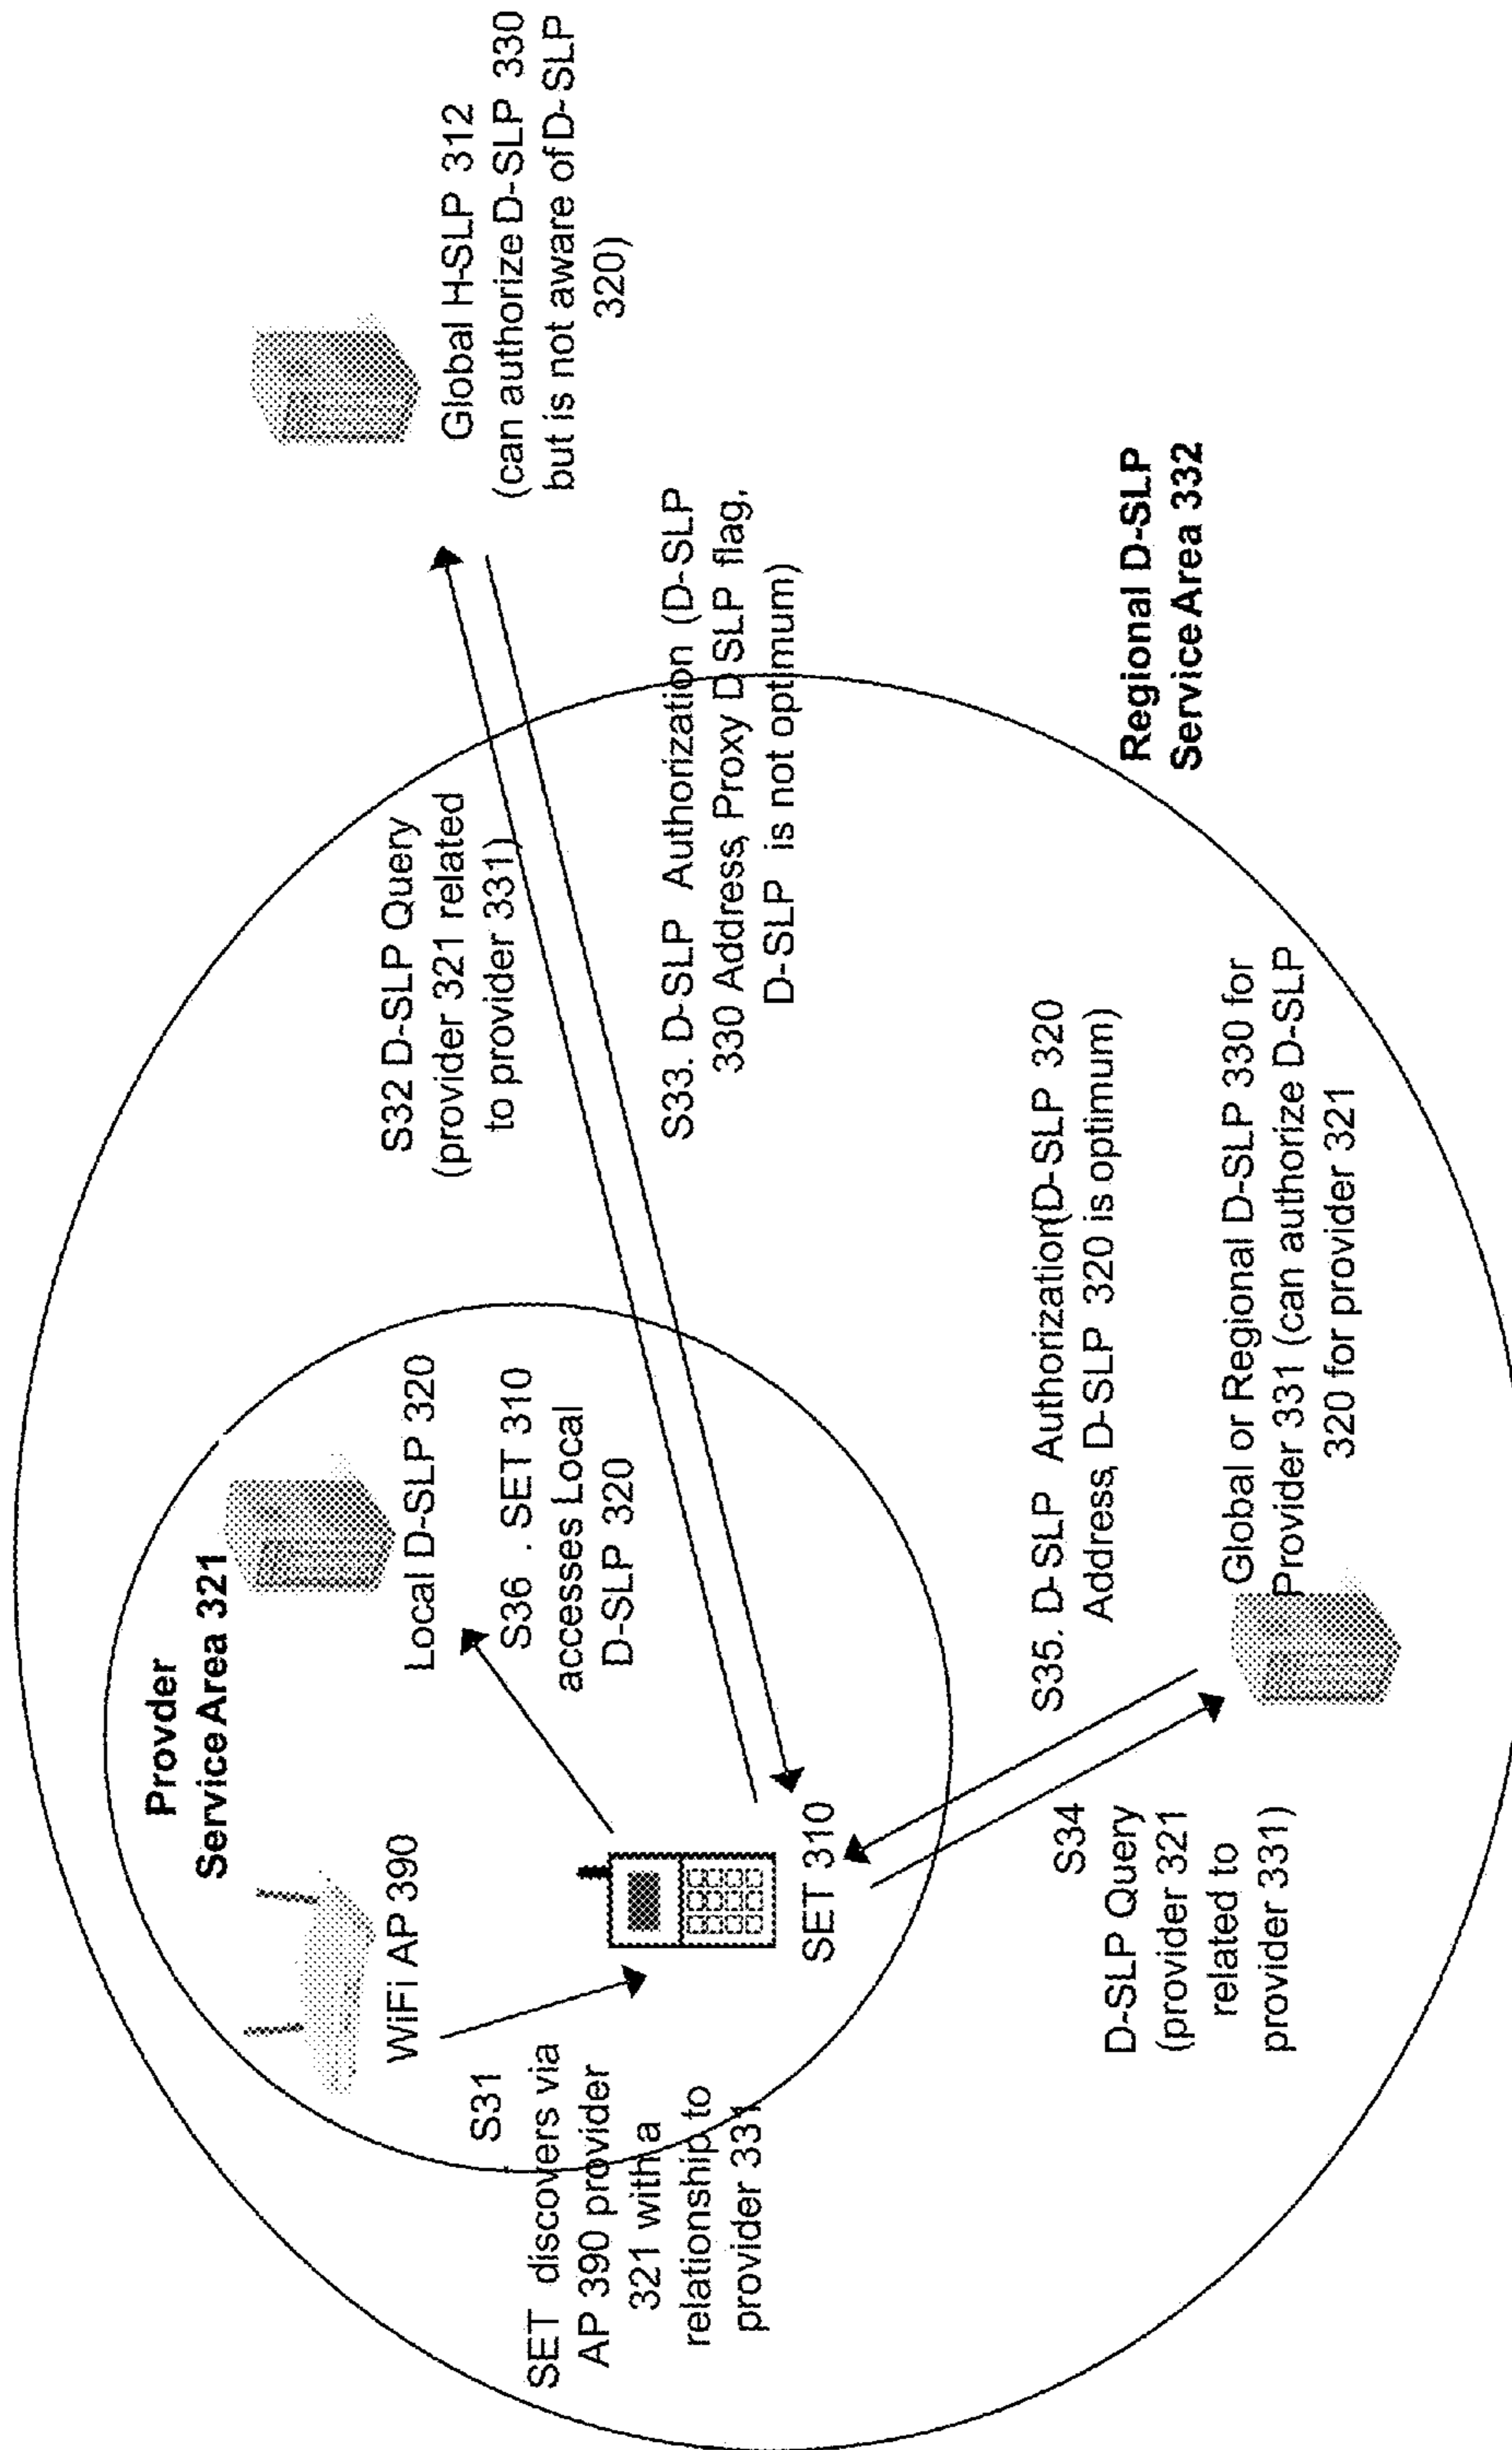 Provder
Service Area 321
WiFi AP 390
Local D-SLP 320
S36 . SET 310
accesses Local
D-SLP 320
S31
SET discovers via
AP 390 provider
321 with a
relationship to
provider 331
SET 310
S32 D-SLP Query
(provider 321 related
to provider 331)
Global H-SLP 312
(can authorize D-SLP 330
but is not aware of D-SLP
320)
S33. D-SLP Authorization (D-SLP
330 Address, Proxy D SLP flag,
D-SLP is not optimum)
S34
D-SLP Query
(provider 321
related to
provider 331)
S35. D-SLP Authorization(D-SLP 320
Address, D-SLP 320 is optimum)
Global or Regional D-SLP 330 for
Provider 331 (can authorize D-SLP
320 for provider 321
Regional D-SLP
Service Area 332